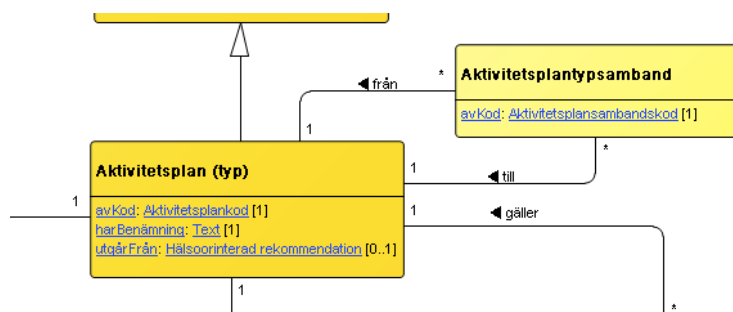 Aktivitetsplantypsamband
avKod: Aktivitetsplansambandskod [1]
* från
1
*
Aktivitetsplan (typ)
avKod: Aktivitetsplankod [1]
harBenämning: Text [1]
utgårFrån: Hälsoorinterad rekommendation [0..1]
1
1 till
1 gäller
1
*